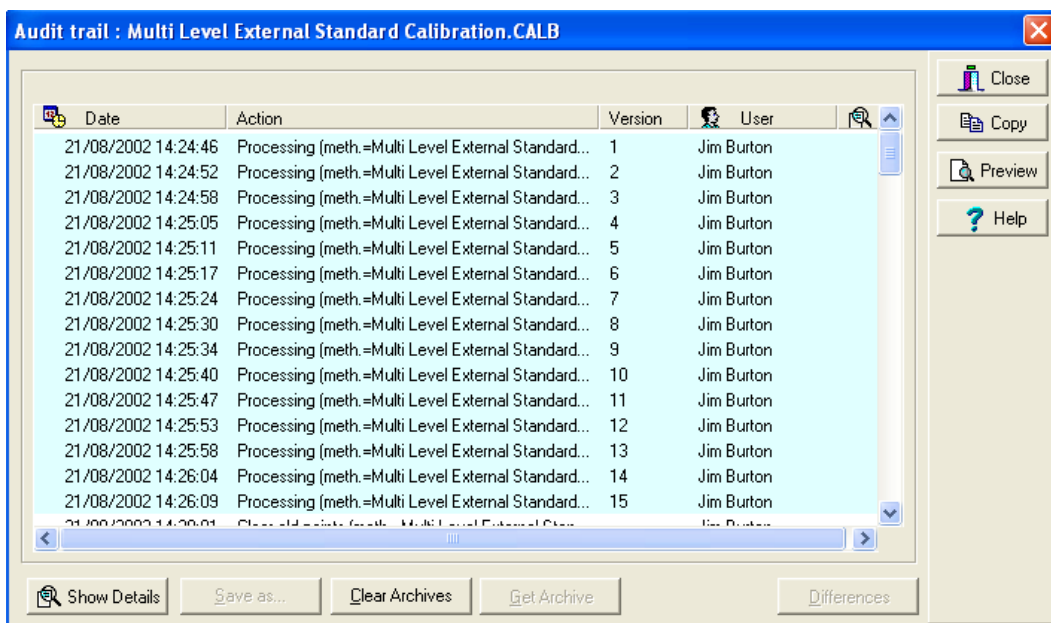 Audit trail : Multi Level External Standard Calibration.CALB
Close
Copy
Preview
Help
Date Action Version User
21/08/2002 14:24:46 Processing (meth.=Multi Level External Standard... 1 Jim Burton
21/08/2002 14:24:52 Processing (meth.=Multi Level External Standard... 2 Jim Burton
21/08/2002 14:24:58 Processing (meth.=Multi Level External Standard... 3 Jim Burton
21/08/2002 14:25:05 Processing (meth.=Multi Level External Standard... 4 Jim Burton
21/08/2002 14:25:11 Processing (meth.=Multi Level External Standard... 5 Jim Burton
21/08/2002 14:25:17 Processing (meth.=Multi Level External Standard... 6 Jim Burton
21/08/2002 14:25:24 Processing (meth.=Multi Level External Standard... 7 Jim Burton
21/08/2002 14:25:30 Processing (meth.=Multi Level External Standard... 8 Jim Burton
21/08/2002 14:25:34 Processing (meth.=Multi Level External Standard... 9 Jim Burton
21/08/2002 14:25:40 Processing (meth.=Multi Level External Standard... 10 Jim Burton
21/08/2002 14:25:47 Processing (meth.=Multi Level External Standard... 11 Jim Burton
21/08/2002 14:25:53 Processing (meth.=Multi Level External Standard... 12 Jim Burton
21/08/2002 14:25:58 Processing (meth.=Multi Level External Standard... 13 Jim Burton
21/08/2002 14:26:04 Processing (meth.=Multi Level External Standard... 14 Jim Burton
21/08/2002 14:26:09 Processing (meth.=Multi Level External Standard... 15 Jim Burton
Show Details Save as... Clear Archives Get Archive Differences